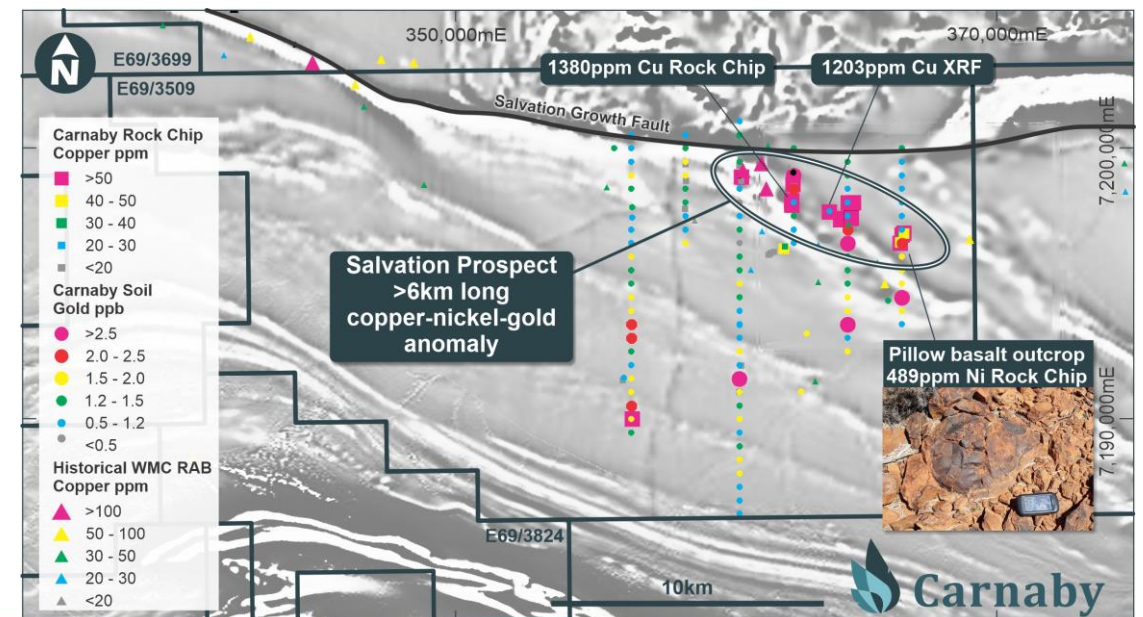 350,000mE
370,000mE
N
E69/3699
E69/3509
1380ppm Cu Rock Chip
1203ppm Cu XRF
Salvation Growth Fault
7,200,000mE
Carnaby Rock Chip
Copper ppm
>50
40 - 50
30 - 40
20 - 30
<20
Carnaby Soil
Gold ppb
>2.5
2.0 - 2.5
1.5 - 2.0
1.2 - 1.5
0.5 - 1.2
<0.5
Historical WMC RAB
Copper ppm
>100
50 - 100
30 - 50
20 - 30
<20
Salvation Prospect
>6km long
copper-nickel-gold
anomaly
Pillow basalt outcrop
489ppm Ni Rock Chip
7,190,000mE
E69/3824
10km
Carnaby